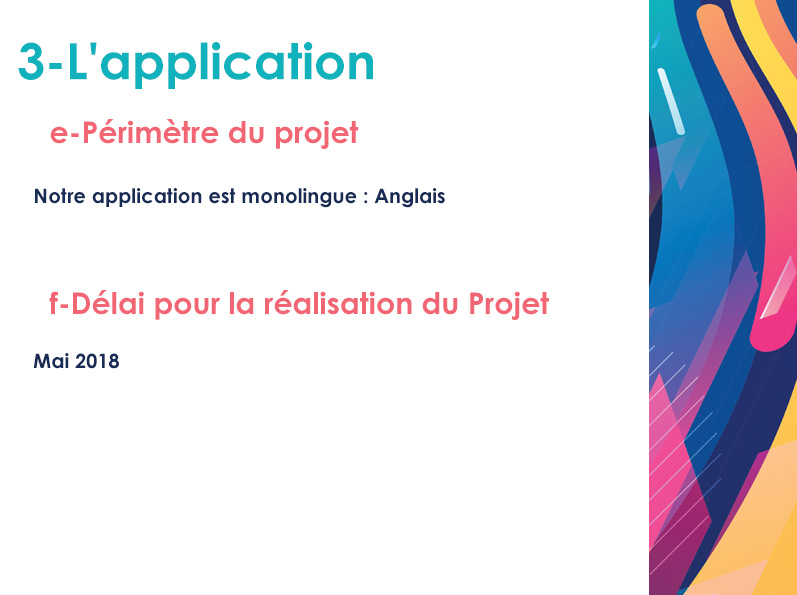 3-L'application
e-Périmètre du projet
Notre application est monolingue : Anglais
f-Délai pour la réalisation du Projet
Mai 2018